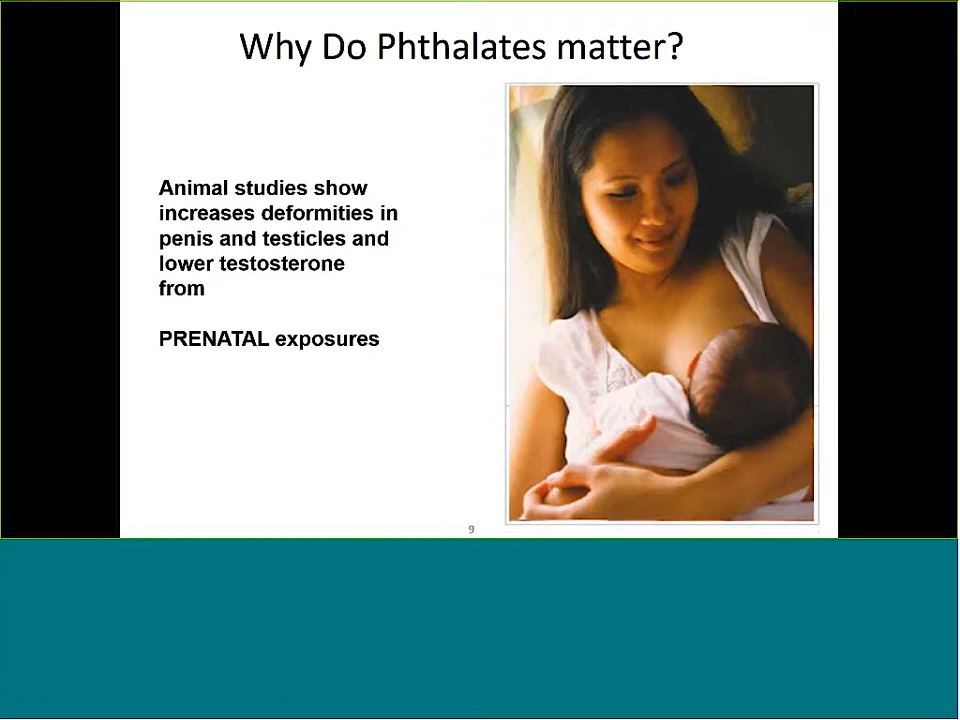 Why Do Phthalates matter?
Animal studies show
increases deformities in
penis and testicles and
lower testosterone
from
PRENATAL exposures
9